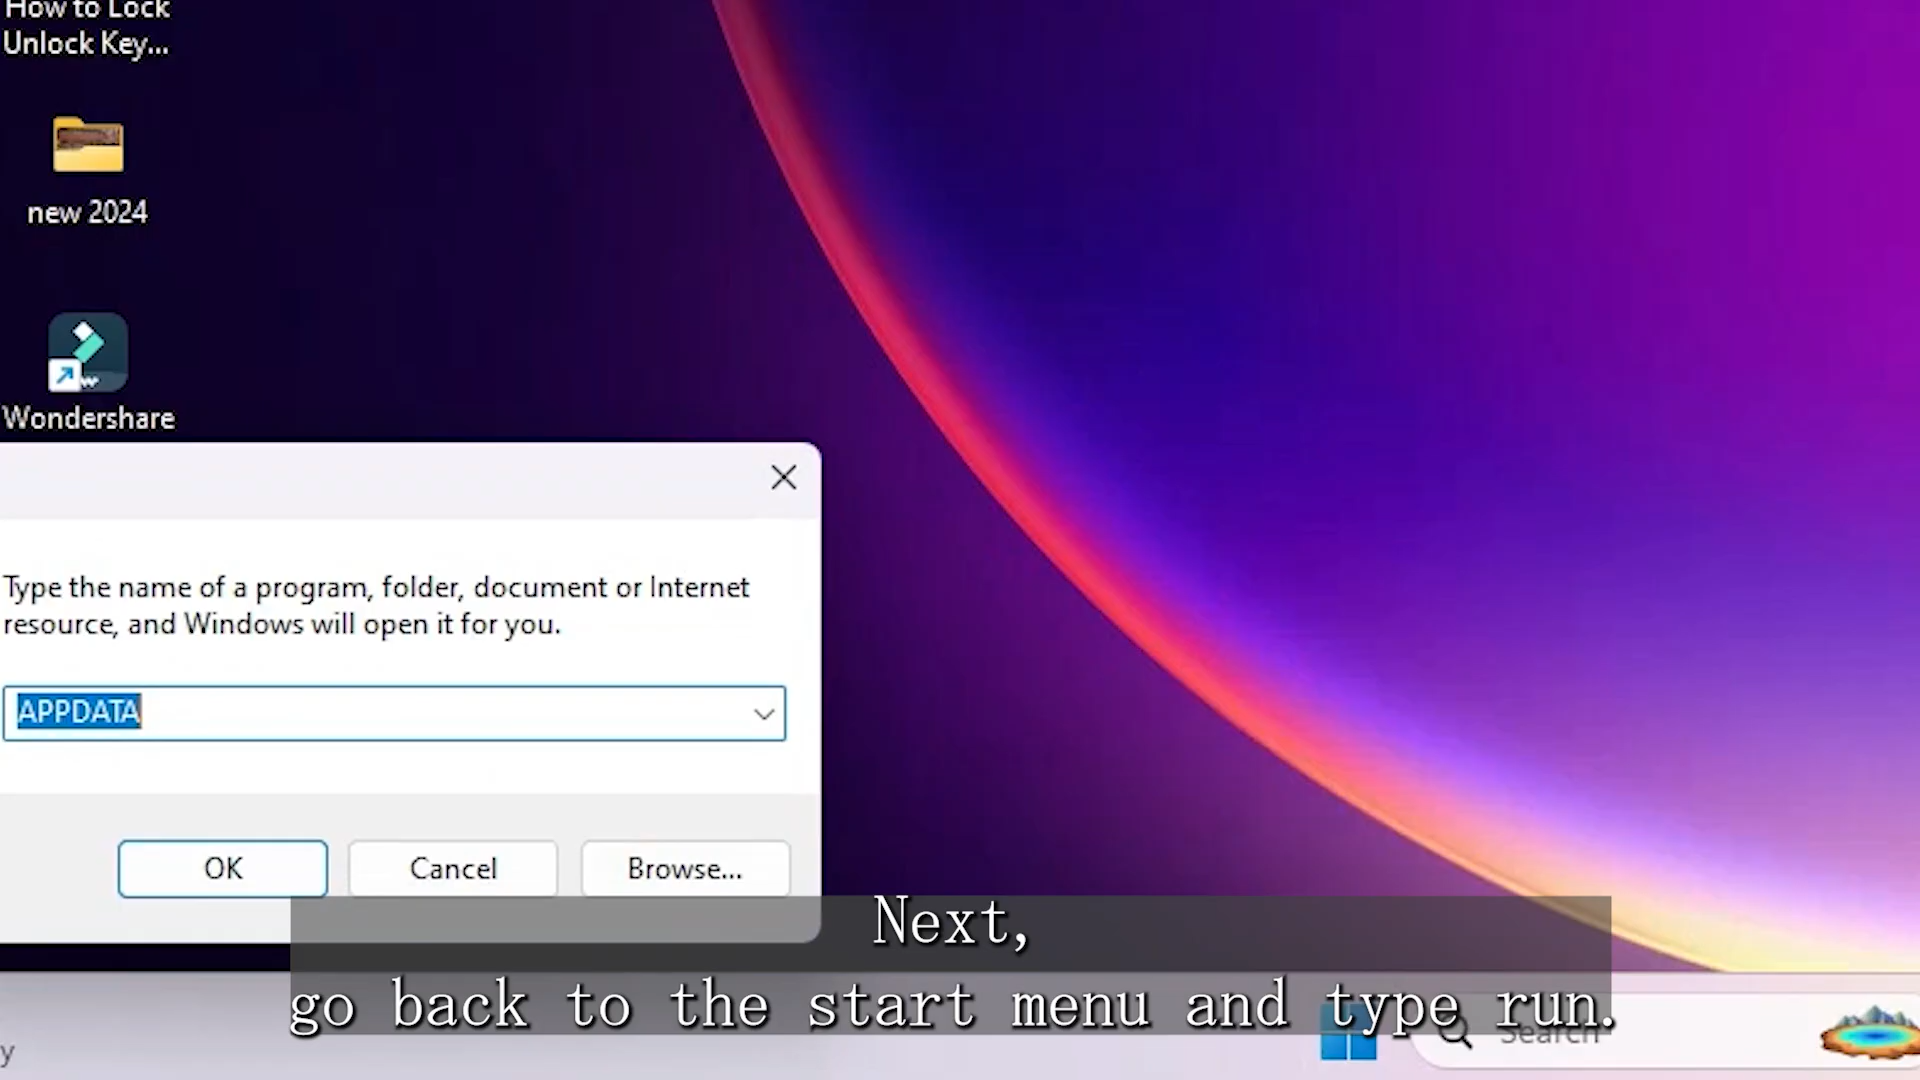 How to Lock
Unlock Key...
new 2024
Wondershare
Type the name of a program, folder, document or Internet
resource, and Windows will open it for you.
APPDATA
OK
Cancel
Browse...
Next,
go back to the start menu and type run.
Search
y